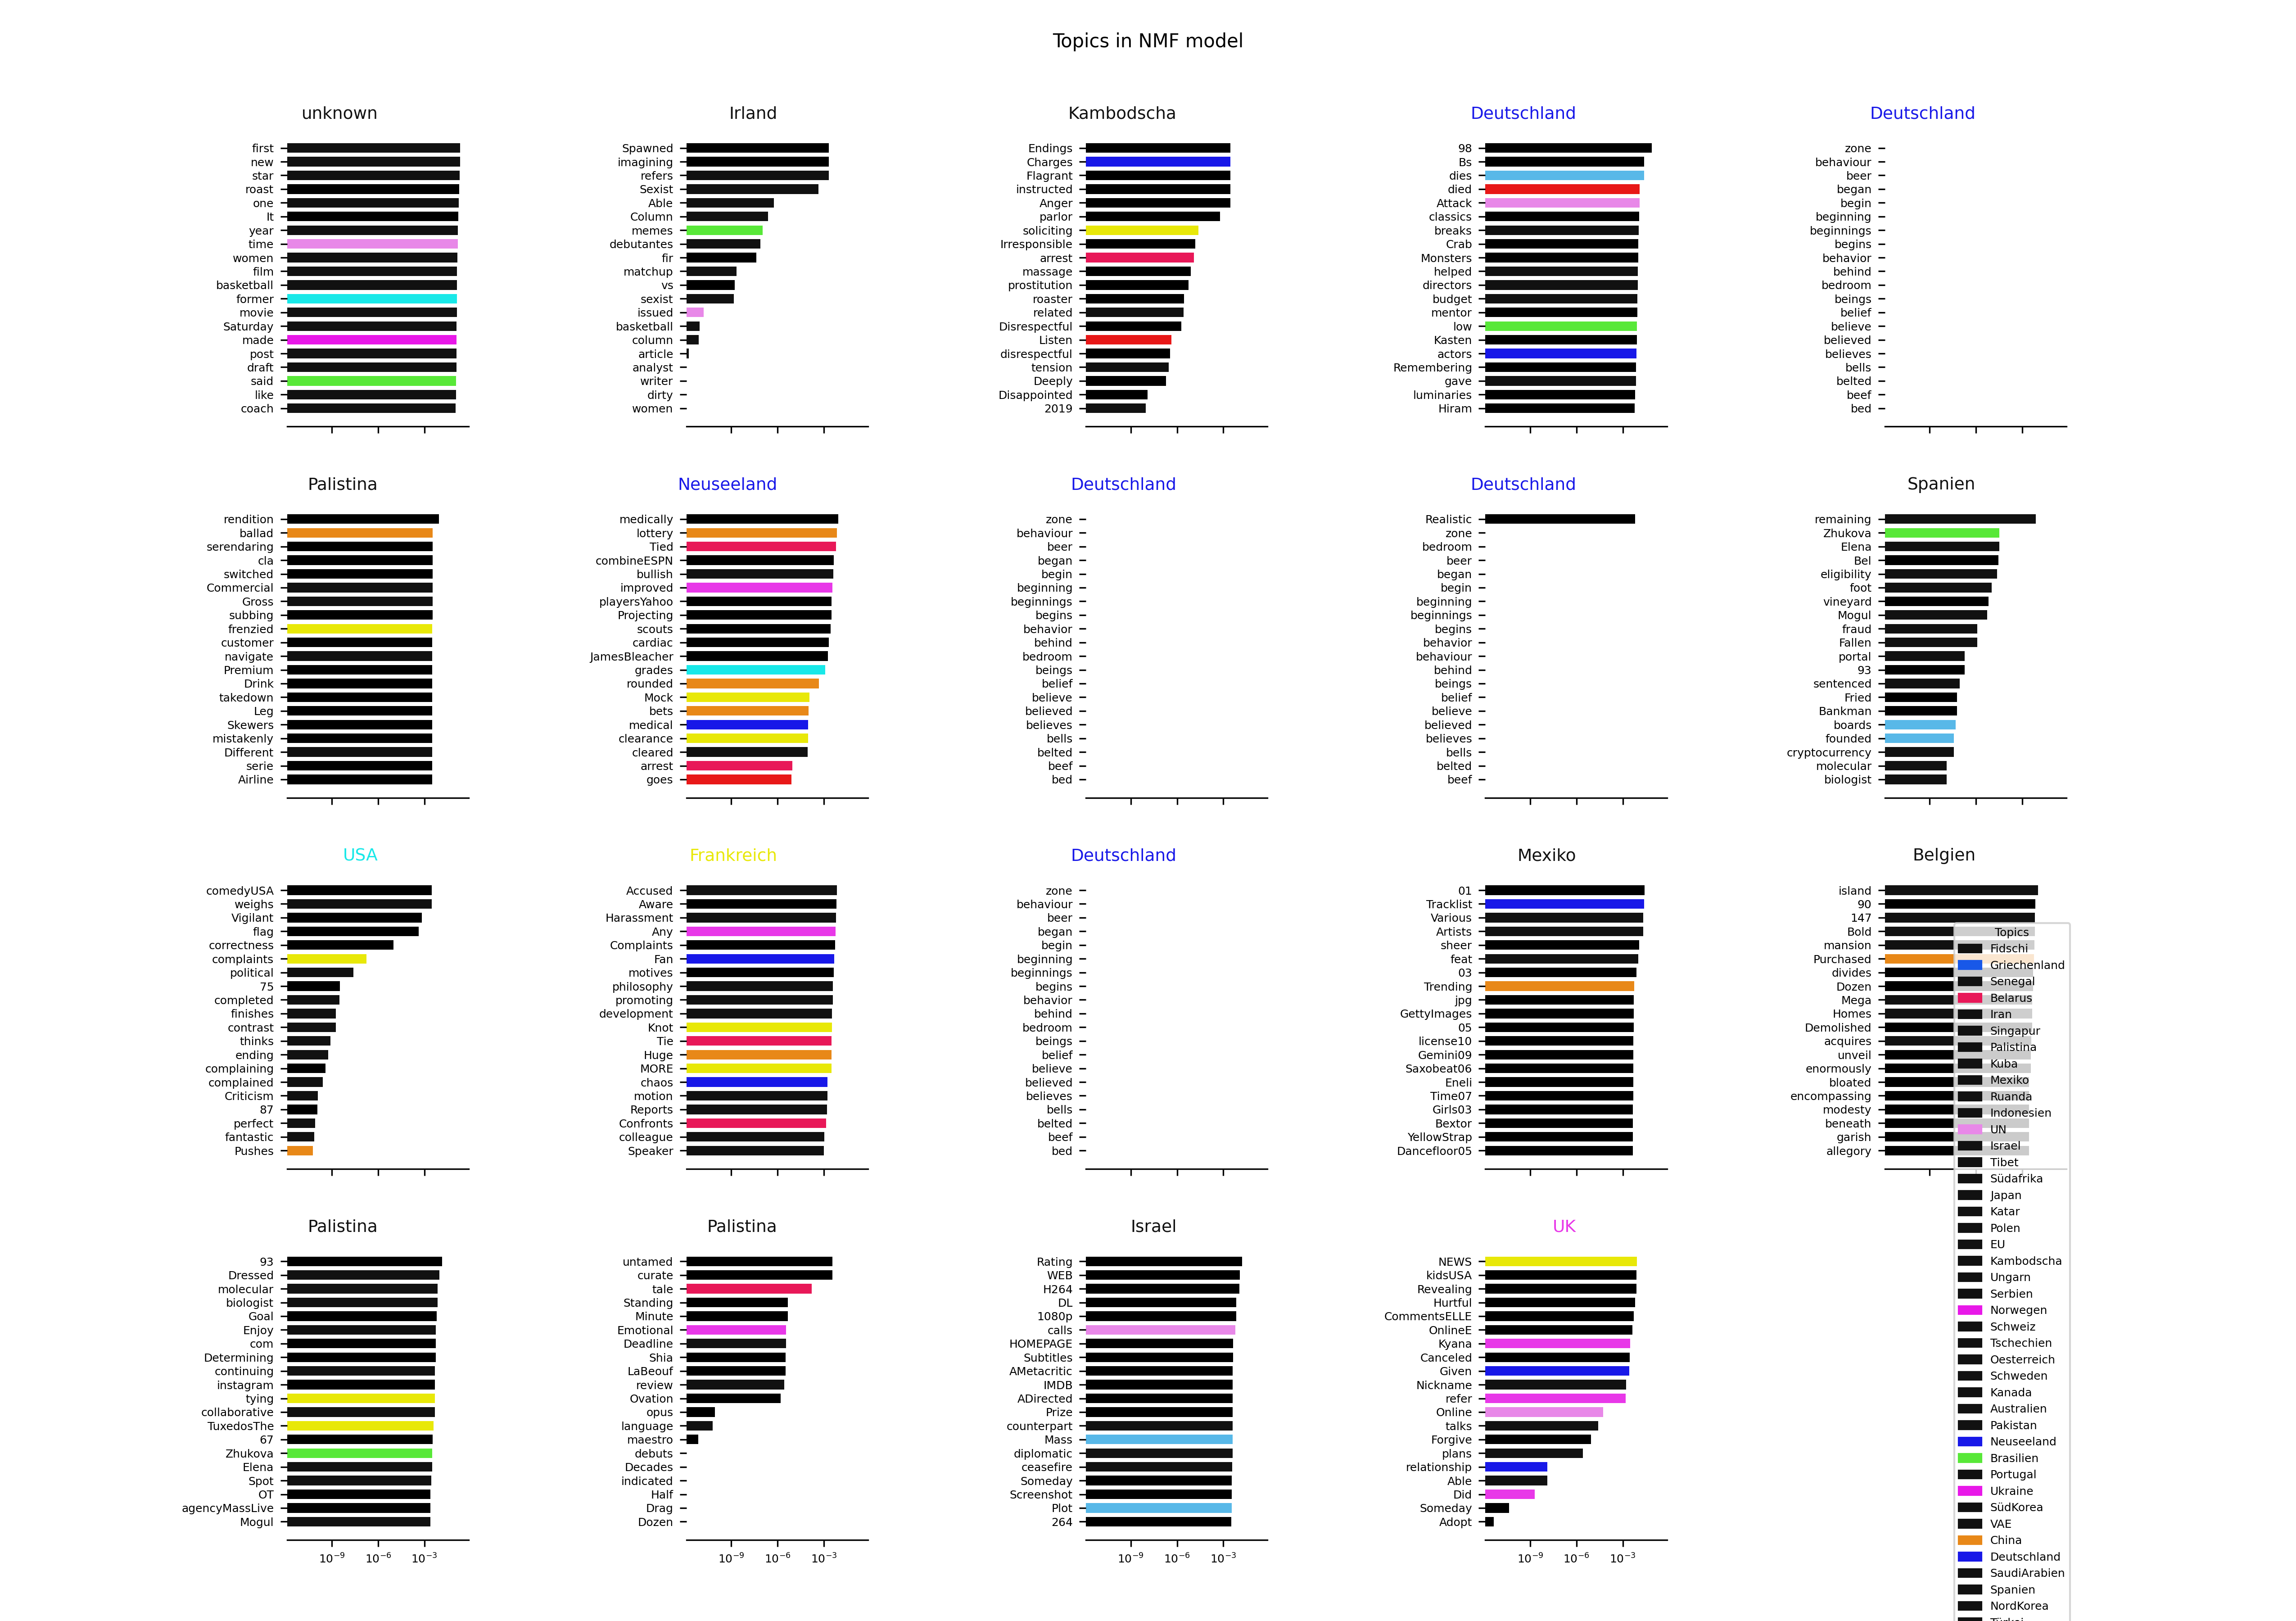 Topics in NMF model
unknown
first
new
star
roast
one
It
year
time
women
film
basketball
former
movie
Saturday
made
post
draft
said
like
coach
Irland
Spawned
imagining
refers
Sexist
Able
Column
memes
debutantes
fir
matchup
vs
sexist
issued
basketball
column
article
analyst
writer
dirty
women
Kambodscha
Endings
Charges
Flagrant
instructed
Anger
parlor
soliciting
Irresponsible
arrest
massage
prostitution
roaster
related
Disrespectful
Listen
disrespectful
tension
Deeply
Disappointed
2019
Deutschland
98
Bs
dies
died
Attack
classics
breaks
Crab
Monsters
helped
directors
budget
mentor
low
Kasten
actors
Remembering
gave
luminaries
Hiram
Deutschland
zone
behaviour
beer
began
begin
beginning
beginnings
begins
behavior
behind
bedroom
beings
belief
believe
believed
believes
bells
belted
beef
bed
Palistina
rendition
ballad
serendaring
cla
switched
Commercial
Gross
subbing
frenzied
customer
navigate
Premium
Drink
takedown
Leg
Skewers
mistakenly
Different
serie
Airline
Neuseeland
medically
lottery
Tied
combineESPN
bullish
improved
playersYahoo
Projecting
scouts
cardiac
JamesBleacher
grades
rounded
Mock
bets
medical
clearance
cleared
arrest
goes
Deutschland
zone
behaviour
beer
began
begin
beginning
beginnings
begins
behavior
behind
bedroom
beings
belief
believe
believed
believes
bells
belted
beef
bed
Deutschland
Realistic
zone
bedroom
beer
began
begin
beginning
beginnings
begins
behavior
behaviour
behind
beings
belief
believe
believed
believes
bells
belted
beef
Spanien
remaining
Zhukova
Elena
Bel
eligibility
foot
vineyard
Mogul
fraud
Fallen
portal
93
sentenced
Fried
Bankman
boards
founded
cryptocurrency
molecular
biologist
USA
comedyUSA
weighs
Vigilant
flag
correctness
complaints
political
75
completed
finishes
contrast
thinks
ending
complaining
complained
Criticism
87
perfect
fantastic
Pushes
Frankreich
Accused
Aware
Harassment
Any
Complaints
Fan
motives
philosophy
promoting
development
Knot
Tie
Huge
MORE
chaos
motion
Reports
Confronts
colleague
Speaker
Deutschland
zone
behaviour
beer
began
begin
beginning
beginnings
begins
behavior
behind
bedroom
beings
belief
believe
believed
believes
bells
belted
beef
bed
Mexiko
01
Tracklist
Various
Artists
sheer
feat
03
Trending
jpg
GettyImages
05
license10
Gemini09
Saxobeat06
Eneli
Time07
Girls03
Bextor
YellowStrap
Dancefloor05
Belgien
island
90
147
Bold
mansion
Purchased
divides
Dozen
Mega
Homes
Demolished
acquires
unveil
enormously
bloated
encompassing
modesty
beneath
garish
allegory
Palistina
93
Dressed
molecular
biologist
Goal
Enjoy
com
Determining
continuing
instagram
tying
collaborative
TuxedosThe
67
Zhukova
Elena
Spot
OT
agencyMassLive
Mogul
10⁻⁹ 10⁻⁶ 10⁻³
Palistina
untamed
curate
tale
Standing
Minute
Emotional
Deadline
Shia
LaBeouf
review
Ovation
opus
language
maestro
debuts
Decades
indicated
Half
Drag
Dozen
10⁻⁹ 10⁻⁶ 10⁻³
Israel
Rating
WEB
H264
DL
1080p
calls
HOMEPAGE
Subtitles
AMetacritic
IMDB
ADirected
Prize
counterpart
Mass
diplomatic
ceasefire
Someday
Screenshot
Plot
264
10⁻⁹ 10⁻⁶ 10⁻³
UK
NEWS
kidsUSA
Revealing
Hurtful
CommentsELLE
OnlineE
Kyana
Canceled
Given
Nickname
refer
Online
talks
Forgive
plans
relationship
Able
Did
Someday
Adopt
10⁻⁹ 10⁻⁶ 10⁻³
Topics
Fidschi
Griechenland
Senegal
Belarus
Iran
Singapur
Palistina
Kuba
Mexiko
Ruanda
Indonesien
UN
Israel
Tibet
Südafrika
Japan
Katar
Polen
EU
Kambodscha
Ungarn
Serbien
Norwegen
Schweiz
Tschechien
Oesterreich
Schweden
Kanada
Australien
Pakistan
Neuseeland
Brasilien
Portugal
Ukraine
SüdKorea
VAE
China
Deutschland
SaudiArabien
Spanien
NordKorea